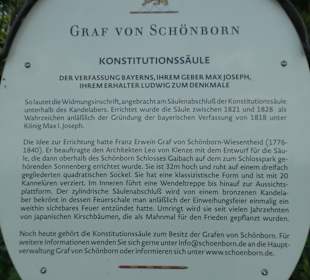 GRAF VON SCHÖNBORN
KONSTITUTIONSSÄULE
DER VERFASSUNG BAYERNS, IHREM GEBER MAX JOSEPH,
IHREM ERHALTER LUDWIG ZUM DENKMALE
So lautet die Widmungsinschrift, angebracht am Säulenabschluß der Konstitutionssäule
unterhalb des Kandelabers. Errichtet wurde die Säule zwischen 1821 und 1828 als
Wahrzeichen anläßlich der Gründung der bayerischen Verfassung von 1818 unter
König Max I. Joseph.
Die Idee zur Errichtung hatte Franz Erwein Graf von Schönborn-Wiesentheid (1776-
1840). Er beauftragte den Architekten Leo von Klenze mit dem Entwurf für die Säu-
le, die dann oberhalb des Schönborn Schlosses Gaibach auf dem zum Schlosspark ge-
hörenden Sonnenberg errichtet wurde. Sie ist 32m hoch und ruht auf einem dreifach
gegliederten quadratischen Sockel. Sie hat eine klassizistische Form und ist mit 20
Kannelüren verziert. Im Inneren führt eine Wendeltreppe bis hinauf zur Aussichts-
plattform. Der zylindrische Säulenabschluß wird von einem bronzenen Kandela-
ber bekrönt in dessen Feuerschale man anläßlich der Einweihungsfeier einmalig ein
weithin sichtbares Feuer entzündet hatte. Umringt wird sie seit vielen Jahrzehnten
von japanischen Kirschbäumen, die als Mahnmal für den Frieden gepflanzt wurden.
Noch heute gehört die Konstitutionssäule zum Besitz der Grafen von Schönborn. Für
weitere Informationen wenden Sie sich gerne unter info@schoenborn.de an die Haupt-
verwaltung Graf von Schönborn oder informieren sich unter www.schoenborn.de.